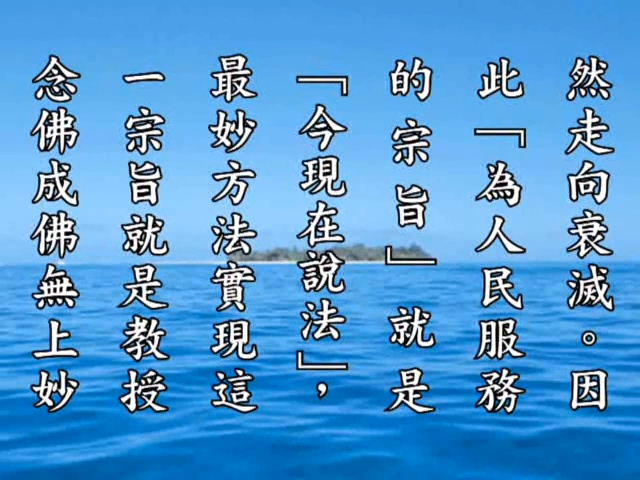 然走向衰滅。因
此「為人民服務
的宗旨」就是
「今現在說法」，
最妙方法實現這
一宗旨就是教授
念佛成佛無上妙